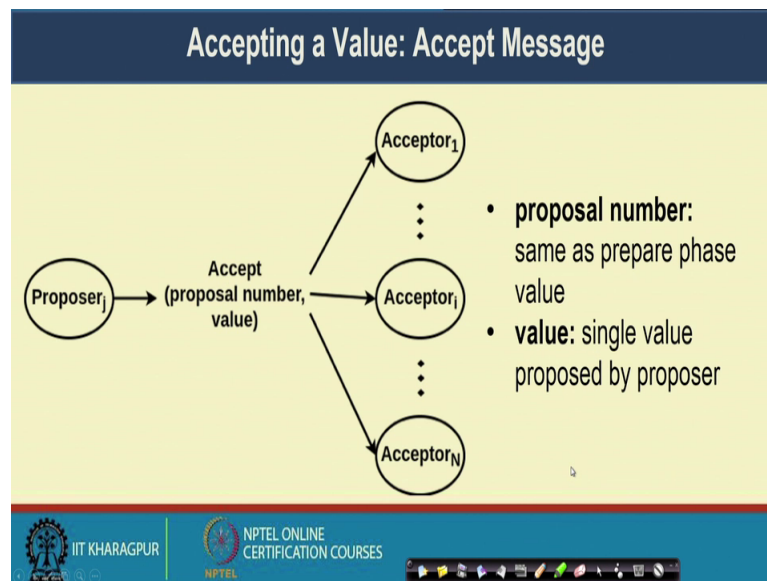 Accepting a Value: Accept Message
Acceptor1
Proposerj
Accept
(proposal number,
value)
Acceptori
AcceptorN
• proposal number:
same as prepare phase
value
• value: single value
proposed by proposer
IIT KHARAGPUR
NPTEL
NPTEL ONLINE
CERTIFICATION COURSES